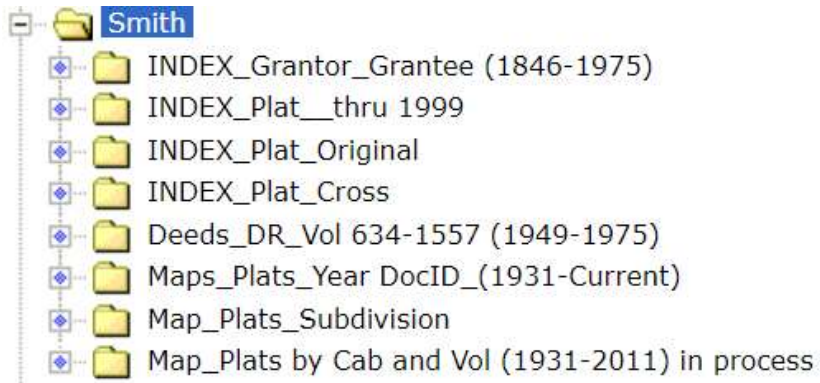 Smith
INDEX_Grantor_Grantee (1846-1975)
INDEX_Plat__thru 1999
INDEX_Plat_Original
INDEX_Plat_Cross
Deeds_DR_Vol 634-1557 (1949-1975)
Maps_Plats_Year DocID_(1931-Current)
Map_Plats_Subdivision
Map_Plats by Cab and Vol (1931-2011) in process